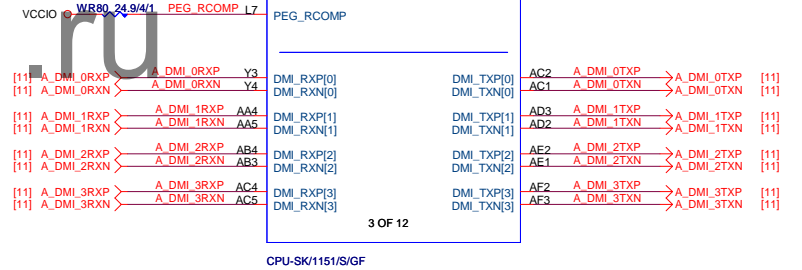 VCCIO WR80 24.9/4/1 PEG_RCOMP L7 PEG_RCOMP
.ru
[11] A_DMI_0RXP A_DMI_0RXP Y3 DMI_RXP[0] DMI_TXP[0] AC2 A_DMI_0TXP A_DMI_0TXP [11]
[11] A_DMI_0RXN A_DMI_0RXN Y4 DMI_RXN[0] DMI_TXN[0] AC1 A_DMI_0TXN A_DMI_0TXN [11]
[11] A_DMI_1RXP A_DMI_1RXP AA4 DMI_RXP[1] DMI_TXP[1] AD3 A_DMI_1TXP A_DMI_1TXP [11]
[11] A_DMI_1RXN A_DMI_1RXN AA5 DMI_RXN[1] DMI_TXN[1] AD2 A_DMI_1TXN A_DMI_1TXN [11]
[11] A_DMI_2RXP A_DMI_2RXP AB4 DMI_RXP[2] DMI_TXP[2] AE2 A_DMI_2TXP A_DMI_2TXP [11]
[11] A_DMI_2RXN A_DMI_2RXN AB3 DMI_RXN[2] DMI_TXN[2] AE1 A_DMI_2TXN A_DMI_2TXN [11]
[11] A_DMI_3RXP A_DMI_3RXP AC4 DMI_RXP[3] DMI_TXP[3] AF2 A_DMI_3TXP A_DMI_3TXP [11]
[11] A_DMI_3RXN A_DMI_3RXN AC5 DMI_RXN[3] DMI_TXN[3] AF3 A_DMI_3TXN A_DMI_3TXN [11]
3 OF 12
CPU-SK/1151/S/GF